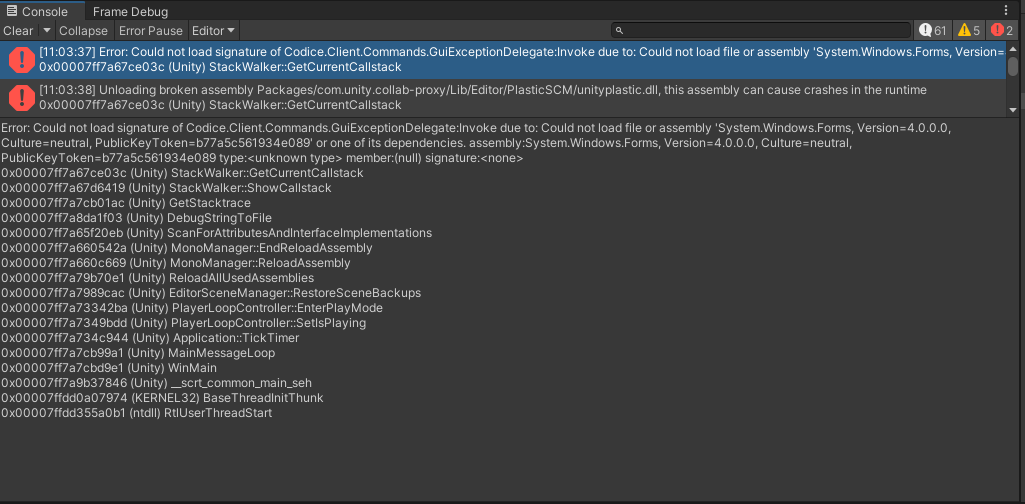 Console
Frame Debug
Clear
Collapse
Error Pause
Editor
61
5
2
[11:03:37] Error: Could not load signature of Codice.Client.Commands.GuiExceptionDelegate:Invoke due to: Could not load file or assembly 'System.Windows.Forms, Version=
0x00007ff7a67ce03c (Unity) StackWalker::GetCurrentCallstack
[11:03:38] Unloading broken assembly Packages/com.unity.collab-proxy/Lib/Editor/PlasticSCM/unityplastic.dll, this assembly can cause crashes in the runtime
0x00007ff7a67ce03c (Unity) StackWalker::GetCurrentCallstack
Error: Could not load signature of Codice.Client.Commands.GuiExceptionDelegate:Invoke due to: Could not load file or assembly 'System.Windows.Forms, Version=4.0.0.0,
Culture=neutral, PublicKeyToken=b77a5c561934e089' or one of its dependencies. assembly:System.Windows.Forms, Version=4.0.0.0, Culture=neutral,
PublicKeyToken=b77a5c561934e089 type:<unknown type> member:(null) signature:<none>
0x00007ff7a67ce03c (Unity) StackWalker::GetCurrentCallstack
0x00007ff7a67d6419 (Unity) StackWalker::ShowCallstack
0x00007ff7a7cb01ac (Unity) GetStacktrace
0x00007ff7a8da1f03 (Unity) DebugStringToFile
0x00007ff7a65f20eb (Unity) ScanForAttributesAndInterfaceImplementations
0x00007ff7a660542a (Unity) MonoManager::EndReloadAssembly
0x00007ff7a660c669 (Unity) MonoManager::ReloadAssembly
0x00007ff7a79b70e1 (Unity) ReloadAllUsedAssemblies
0x00007ff7a7989cac (Unity) EditorSceneManager::RestoreSceneBackups
0x00007ff7a73342ba (Unity) PlayerLoopController::EnterPlayMode
0x00007ff7a7349bdd (Unity) PlayerLoopController::SetIsPlaying
0x00007ff7a734c944 (Unity) Application::TickTimer
0x00007ff7a7cb99a1 (Unity) MainMessageLoop
0x00007ff7a7cbd9e1 (Unity) WinMain
0x00007ff7a9b37846 (Unity) __scrt_common_main_seh
0x00007ffdd0a07974 (KERNEL32) BaseThreadInitThunk
0x00007ffdd355a0b1 (ntdll) RtlUserThreadStart